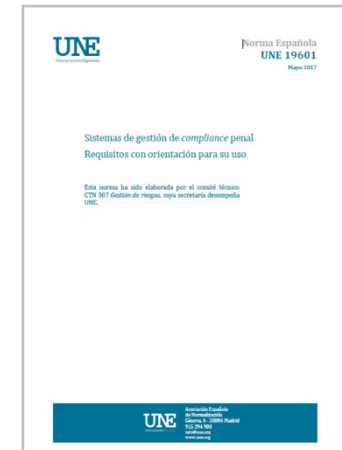 UNE
Normalización Española
Norma Española
UNE 19601
Mayo 2017
Sistemas de gestión de compliance penal
Requisitos con orientación para su uso
Esta norma ha sido elaborada por el comité técnico
CTN 307 Gestión de riesgos, cuya secretaría desempeña
UNE.
UNE
Asociación Española
de Normalización
Génova, 6 - 28004 Madrid
915 294 900
info@une.org
www.une.org